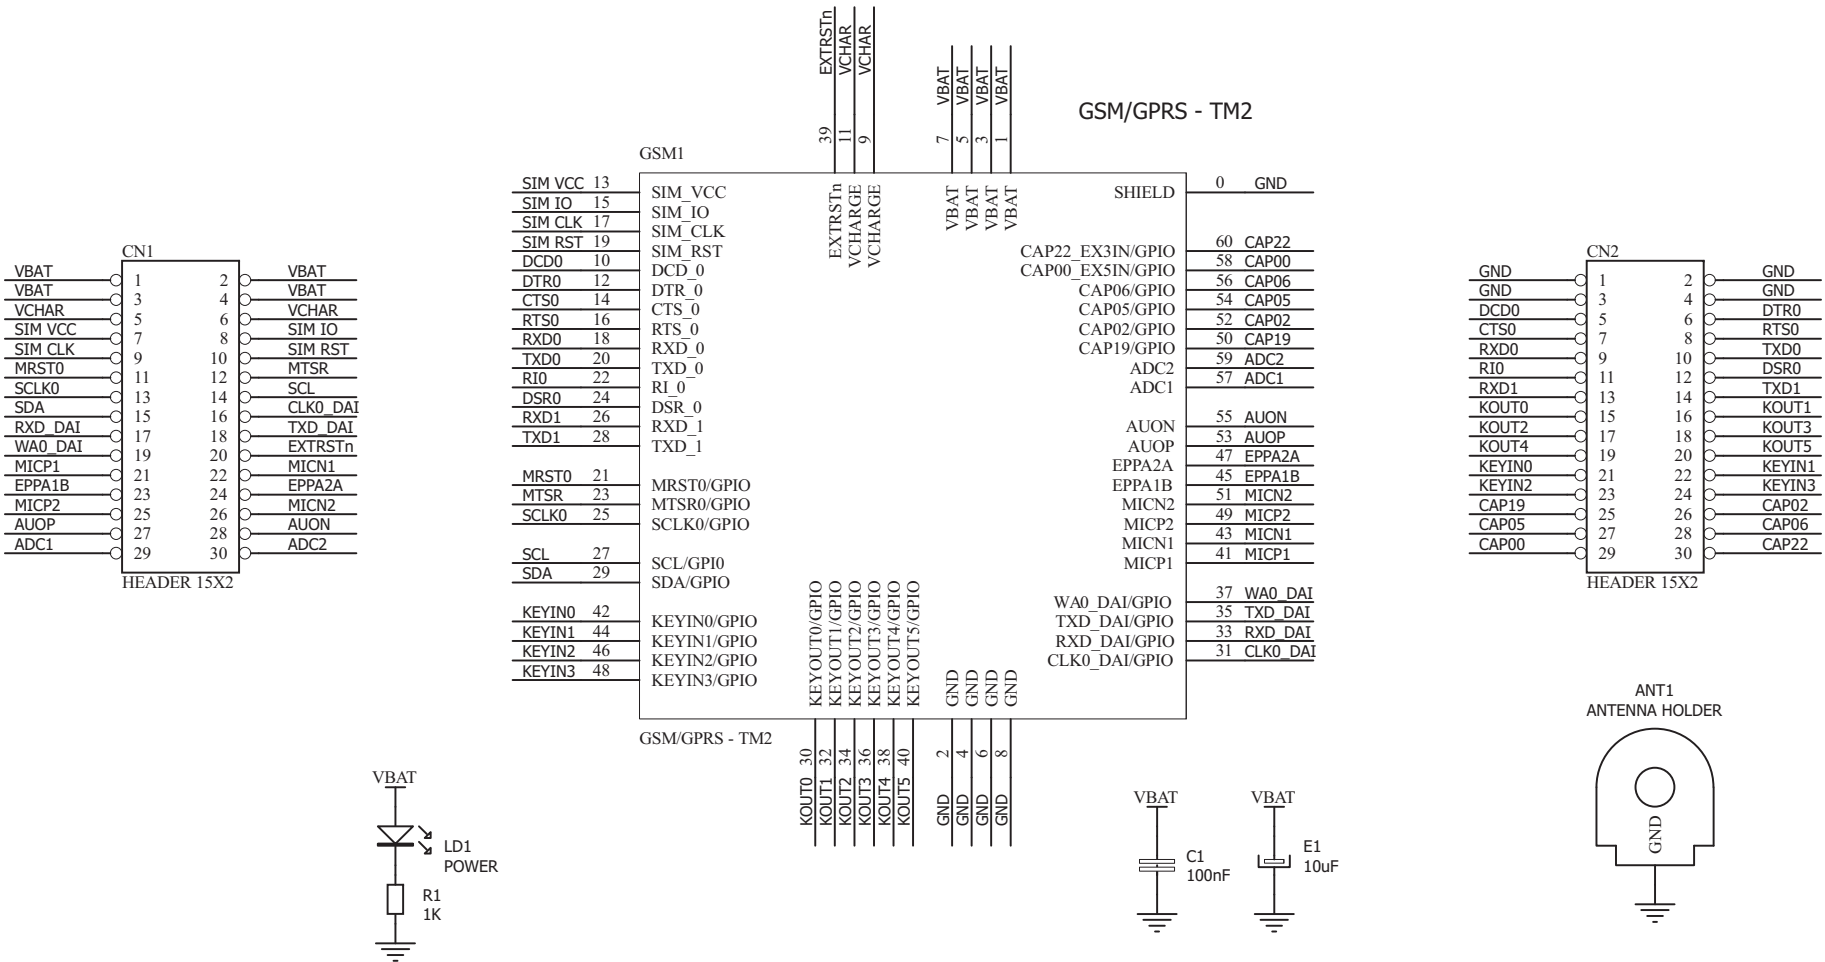 GSM/GPRS - TM2
EXTRSTn 39 EXTRSTn
VCHAR 11 VCHARGE
VCHAR 9 VCHARGE
VBAT 7 VBAT
VBAT 5 VBAT
VBAT 3 VBAT
VBAT 1 VBAT
GSM1
SIM VCC 13 SIM_VCC
SIM IO 15 SIM_IO
SIM CLK 17 SIM_CLK
SIM RST 19 SIM_RST
DCD0 10 DCD_0
DTR0 12 DTR_0
CTS0 14 CTS_0
RTS0 16 RTS_0
RXD0 18 RXD_0
TXD0 20 TXD_0
RI0 22 RI_0
DSR0 24 DSR_0
RXD1 26 RXD_1
TXD1 28 TXD_1
MRST0 21 MRST0/GPIO
MTSR 23 MTSR0/GPIO
SCLK0 25 SCLK0/GPIO
SCL 27 SCL/GPI0
SDA 29 SDA/GPIO
KEYIN0 42 KEYIN0/GPIO
KEYIN1 44 KEYIN1/GPIO
KEYIN2 46 KEYIN2/GPIO
KEYIN3 48 KEYIN3/GPIO
SHIELD 0 GND
CAP22_EX3IN/GPIO 60 CAP22
CAP00_EX5IN/GPIO 58 CAP00
CAP06/GPIO 56 CAP06
CAP05/GPIO 54 CAP05
CAP02/GPIO 52 CAP02
CAP19/GPIO 50 CAP19
ADC2 59 ADC2
ADC1 57 ADC1
AUON 55 AUON
AUOP 53 AUOP
EPPA2A 47 EPPA2A
EPPA1B 45 EPPA1B
MICN2 51 MICN2
MICP2 49 MICP2
MICN1 43 MICN1
MICP1 41 MICP1
WA0_DAI/GPIO 37 WA0_DAI
TXD_DAI/GPIO 35 TXD_DAI
RXD_DAI/GPIO 33 RXD_DAI
CLK0_DAI/GPIO 31 CLK0_DAI
KEYOUT0/GPIO 30 KOUT0
KEYOUT1/GPIO 32 KOUT1
KEYOUT2/GPIO 34 KOUT2
KEYOUT3/GPIO 36 KOUT3
KEYOUT4/GPIO 38 KOUT4
KEYOUT5/GPIO 40 KOUT5
GND 2 GND
GND 4 GND
GND 6 GND
GND 8 GND
GSM/GPRS - TM2
CN1
VBAT 1 2 VBAT
VBAT 3 4 VBAT
VCHAR 5 6 VCHAR
SIM VCC 7 8 SIM IO
SIM CLK 9 10 SIM RST
MRST0 11 12 MTSR
SCLK0 13 14 SCL
SDA 15 16 CLK0_DAI
RXD_DAI 17 18 TXD_DAI
WA0_DAI 19 20 EXTRSTn
MICP1 21 22 MICN1
EPPA1B 23 24 EPPA2A
MICP2 25 26 MICN2
AUOP 27 28 AUON
ADC1 29 30 ADC2
HEADER 15X2
CN2
GND 1 2 GND
GND 3 4 GND
DCD0 5 6 DTR0
CTS0 7 8 RTS0
RXD0 9 10 TXD0
RI0 11 12 DSR0
RXD1 13 14 TXD1
KOUT0 15 16 KOUT1
KOUT2 17 18 KOUT3
KOUT4 19 20 KOUT5
KEYIN0 21 22 KEYIN1
KEYIN2 23 24 KEYIN3
CAP19 25 26 CAP02
CAP05 27 28 CAP06
CAP00 29 30 CAP22
HEADER 15X2
VBAT
LD1
POWER
R1
1K
VBAT
C1
100nF
VBAT
E1
10uF
ANT1
ANTENNA HOLDER
GND